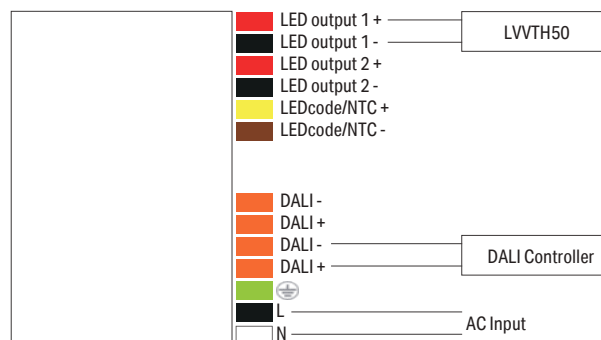 LED output 1 +
LED output 1 -
LVVTH50
LED output 2 +
LED output 2 -
LEDcode/NTC +
LEDcode/NTC -
DALI -
DALI +
DALI -
DALI +
DALI Controller
L
AC Input
N